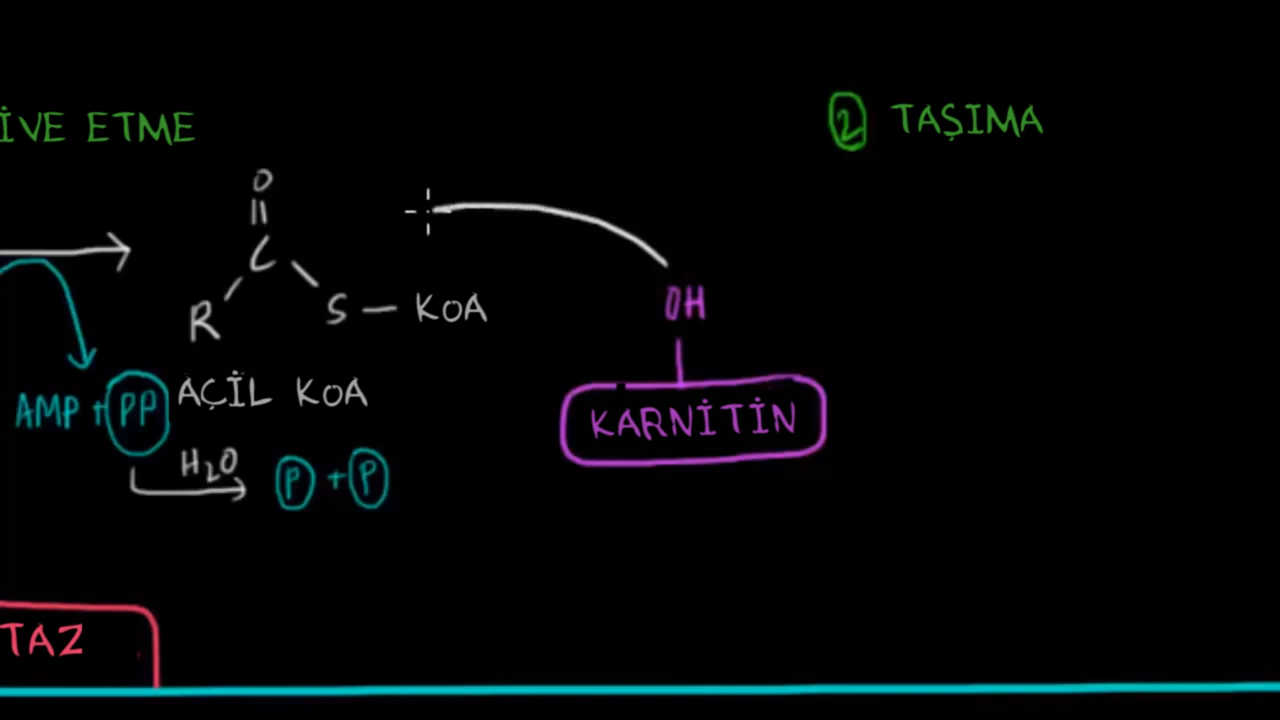 İVE ETME
2 TAŞIMA
O
C
R
S — KOA
OH
AÇİL KOA
AMP + PP
KARNİTİN
H₂O
P + P
TAZ